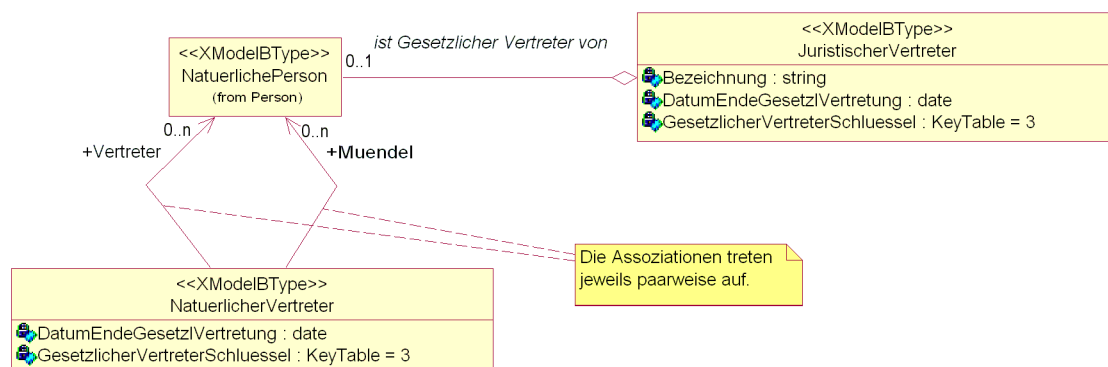 <<XModelBType>>
NatuerlichePerson
(from Person)
ist Gesetzlicher Vertreter von
0..1
<<XModelBType>>
JuristischerVertreter
Bezeichnung : string
DatumEndeGesetzlVertretung : date
GesetzlicherVertreterSchluessel : KeyTable = 3
0..n
0..n
+Vertreter
+Muendel
Die Assoziationen treten
jeweils paarweise auf.
<<XModelBType>>
NatuerlicherVertreter
DatumEndeGesetzlVertretung : date
GesetzlicherVertreterSchluessel : KeyTable = 3